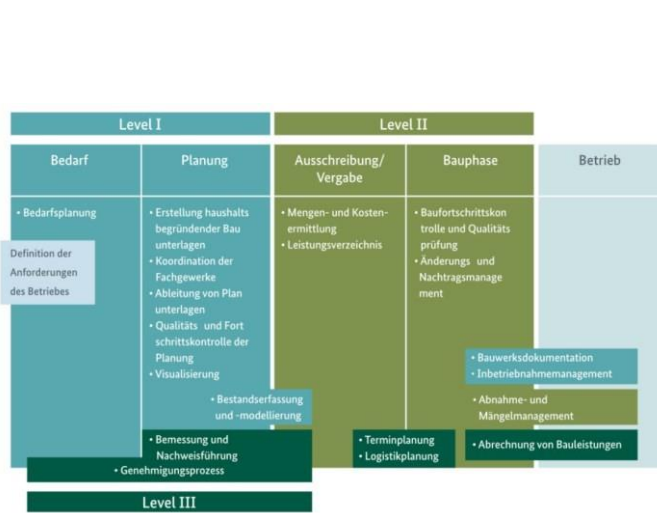 Level I
Level II
Bedarf
Planung
Ausschreibung/
Vergabe
Bauphase
Betrieb
• Bedarfsplanung
Definition der
Anforderungen
des Betriebes
• Erstellung haushalts
begründender Bau
unterlagen
• Koordination der
Fachgewerke
• Ableitung von Plan
unterlagen
• Qualitäts und Fort
schrittskontrolle der
Planung
• Visualisierung
• Mengen- und Kosten-
ermittlung
• Leistungsverzeichnis
• Baufortschrittskon
trolle und Qualitäts
prüfung
• Änderungs und
Nachtragsmanage
ment
• Bestandserfassung
und -modellierung
• Bauwerksdokumentation
• Inbetriebnahmemanagement
• Abnahme- und
Mängelmanagement
• Bemessung und
Nachweisführung
• Genehmigungsprozess
• Terminplanung
• Logistikplanung
• Abrechnung von Bauleistungen
Level III